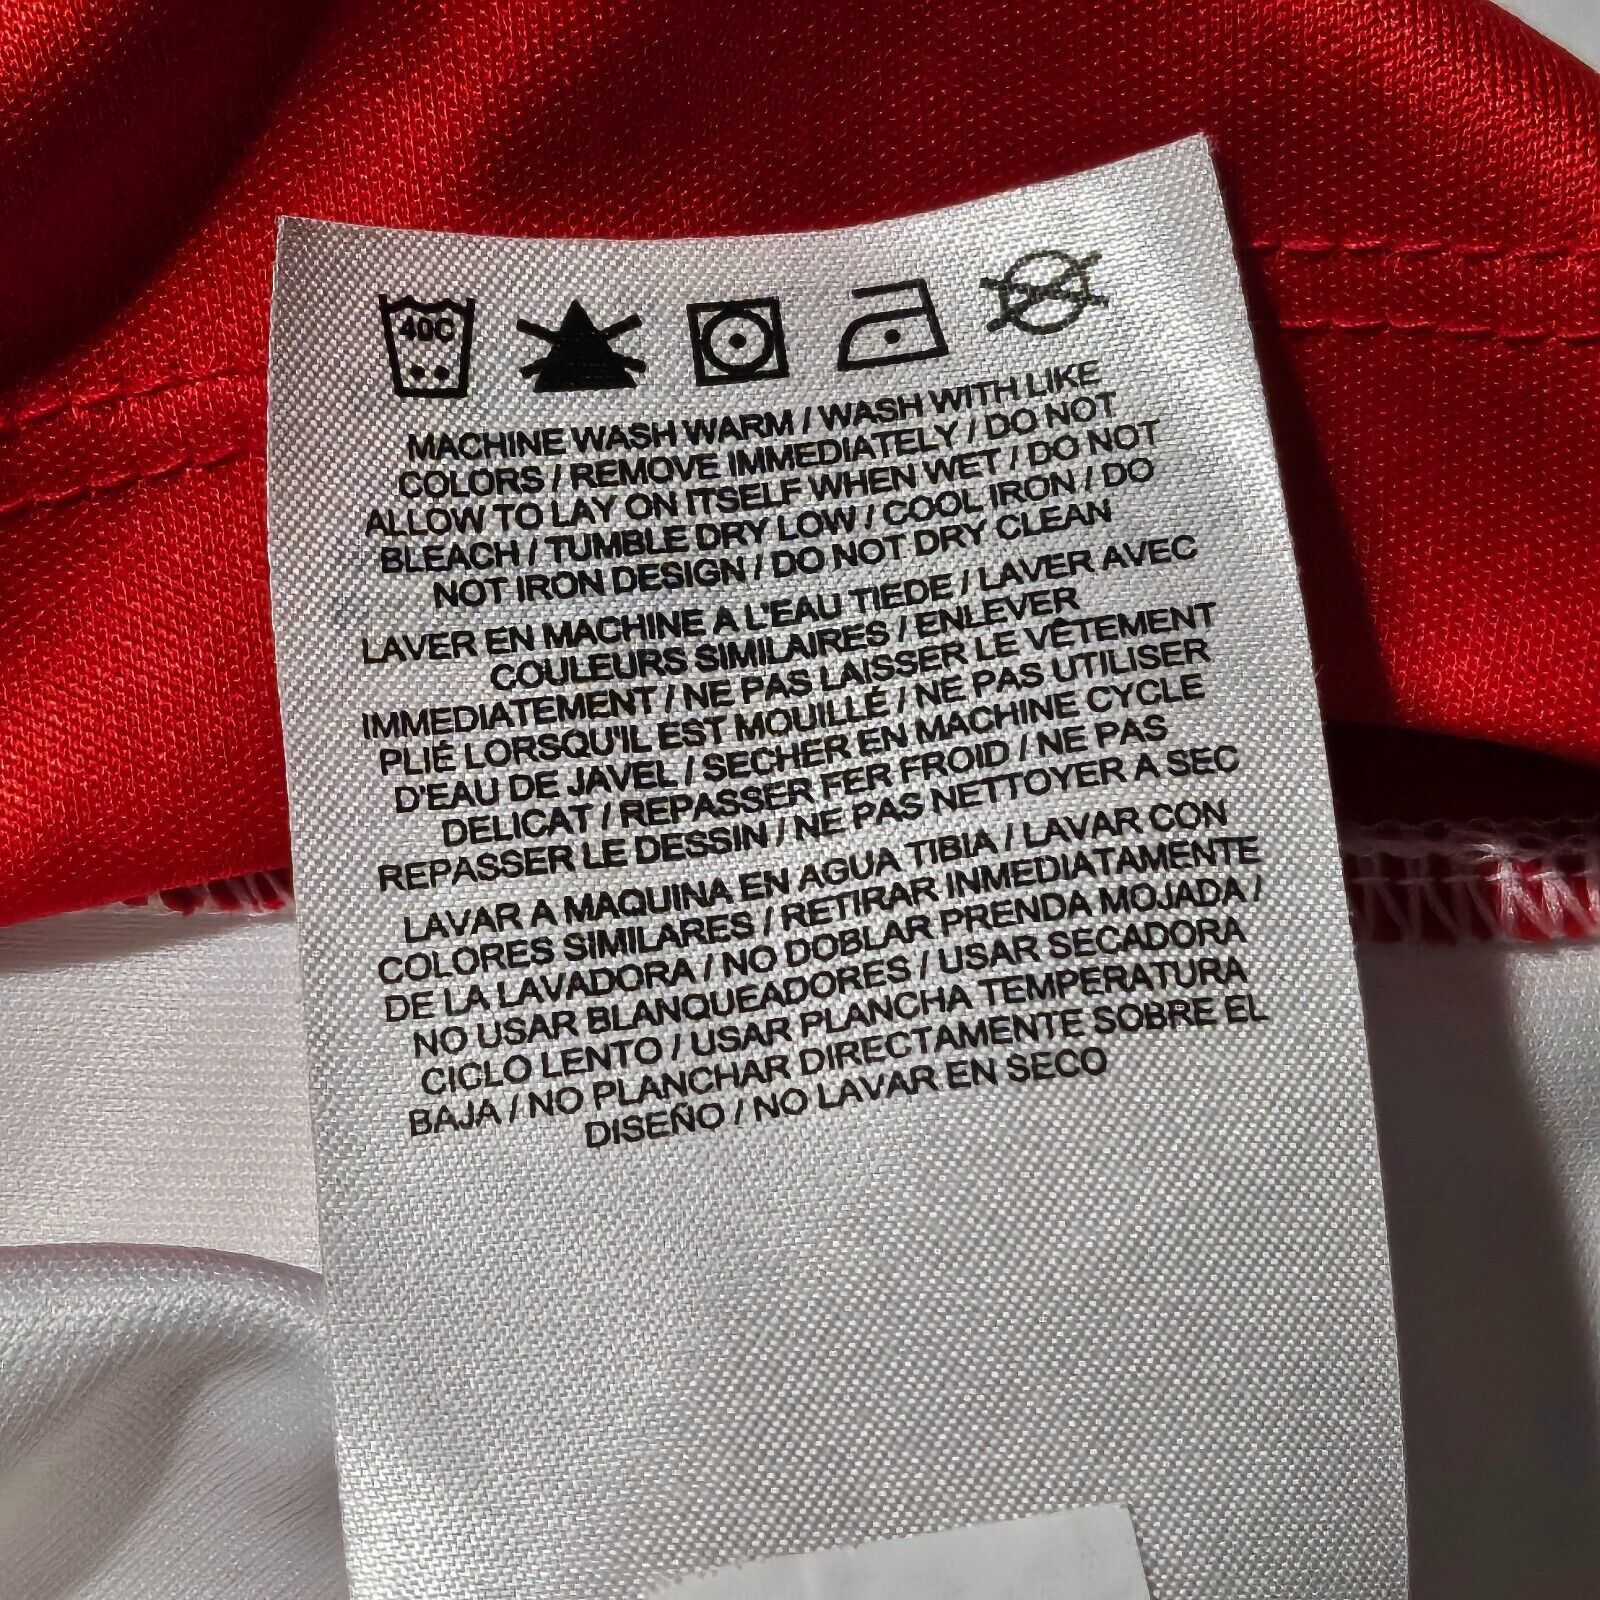 40C
MACHINE WASH WARM / WASH WITH LIKE
COLORS / REMOVE IMMEDIATELY / DO NOT
ALLOW TO LAY ON ITSELF WHEN WET / DO NOT
BLEACH / TUMBLE DRY LOW / COOL IRON / DO
NOT IRON DESIGN / DO NOT DRY CLEAN
LAVER EN MACHINE A L'EAU TIEDE / LAVER AVEC
COULEURS SIMILAIRES / ENLEVER
IMMEDIATEMENT / NE PAS LAISSER LE VÊTEMENT
PLIÉ LORSQU'IL EST MOUILLÉ / NE PAS UTILISER
D'EAU DE JAVEL / SECHER EN MACHINE CYCLE
DELICAT / REPASSER FER FROID / NE PAS
REPASSER LE DESSIN / NE PAS NETTOYER A SEC
LAVAR A MAQUINA EN AGUA TIBIA / LAVAR CON
COLORES SIMILARES / RETIRAR INMEDIATAMENTE
DE LA LAVADORA / NO DOBLAR PRENDA MOJADA /
NO USAR BLANQUEADORES / USAR SECADORA
CICLO LENTO / USAR PLANCHA TEMPERATURA
BAJA / NO PLANCHAR DIRECTAMENTE SOBRE EL
DISEÑO / NO LAVAR EN SECO